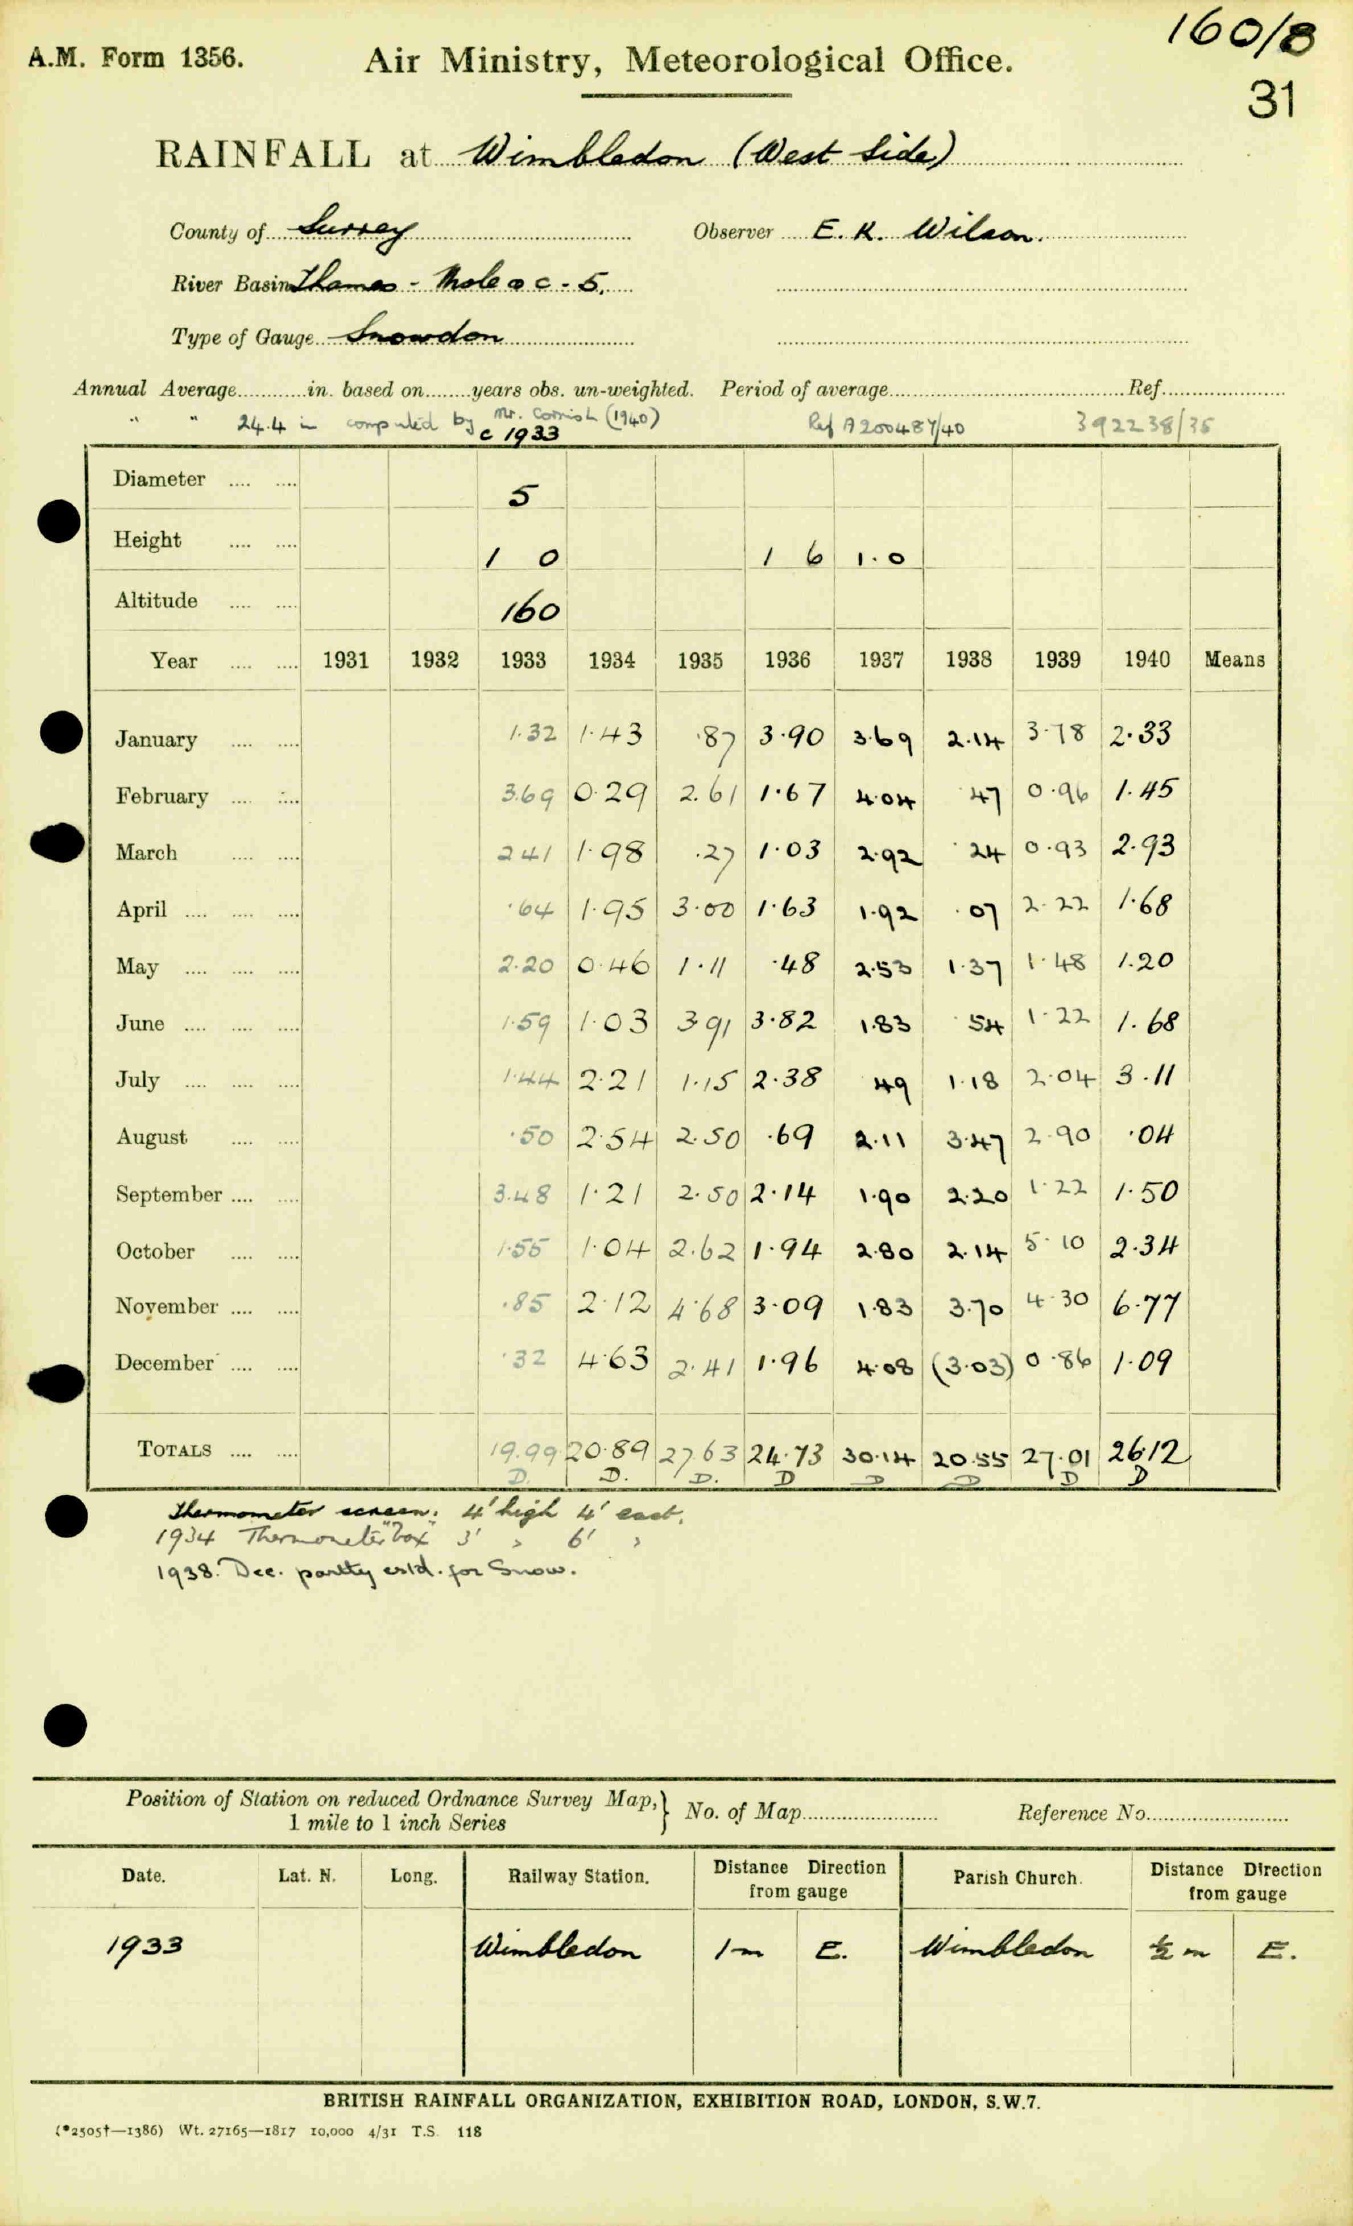 160/8
A.M. Form 1356. Air Ministry, Meteorological Office.
31
RAINFALL at Wimbledon (West Side)
County of Surrey Observer E. K. Wilson.
River Basin Thames - Mole &c - 5.
Type of Gauge Snowdon
Annual Average............in. based on........years obs. un-weighted. Period of average............Ref............
" " 24.4 in computed by Mr. Cornish (1940) Ref A200487/40 392238/35
c 1933
Diameter .... .... 5
Height .... .... 1 0 1 6 1.0
Altitude .... .... 160
Year .... .... 1931 1932 1933 1934 1935 1936 1937 1938 1939 1940 Means
January .... .... 1.32 1.43 .87 3.90 3.69 2.14 3.78 2.33
February .... .... 3.69 0.29 2.61 1.67 4.04 .47 0.96 1.45
March .... .... 2 41 1.98 .27 1.03 2.92 .24 0.93 2.93
April .... .... .... .64 1.95 3.00 1.63 1.92 .07 2.22 1.68
May .... .... .... 2.20 0.46 1.11 .48 2.53 1.37 1.48 1.20
June .... .... .... 1.59 1.03 3 91 3.82 1.83 .54 1.22 1.68
July .... .... .... 1.44 2.21 1.15 2.38 49 1.18 2.04 3.11
August .... .... .50 2.54 2.50 .69 2.11 3.47 2.90 .04
September .... .... 3.48 1.21 2.50 2.14 1.90 2.20 1.22 1.50
October .... .... 1.55 1.04 2.62 1.94 2.80 2.14 5.10 2.34
November .... .... .85 2.12 4.68 3.09 1.83 3.70 4.30 6.77
December .... .... .32 4.63 2.41 1.96 4.08 (3.03) 0.86 1.09
TOTALS .... .... 19.99 20.89 27.63 24.73 30.14 20.55 27.01 26.12
D. D. D. D D D D D
Thermometer screen. 4' high 4' east.
1934 Thermometer "box" 3' " 6' "
1938. Dec. partly estd. for Snow.
Position of Station on reduced Ordnance Survey Map,} No. of Map............ Reference No............
1 mile to 1 inch Series
Date. Lat. N. Long. Railway Station. Distance Direction from gauge Parish Church. Distance Direction from gauge
1933 Wimbledon 1 m E. Wimbledon ½ m E.
BRITISH RAINFALL ORGANIZATION, EXHIBITION ROAD, LONDON, S.W.7.
(*2505†—1386) Wt. 27165—1817 10,000 4/31 T.S. 118